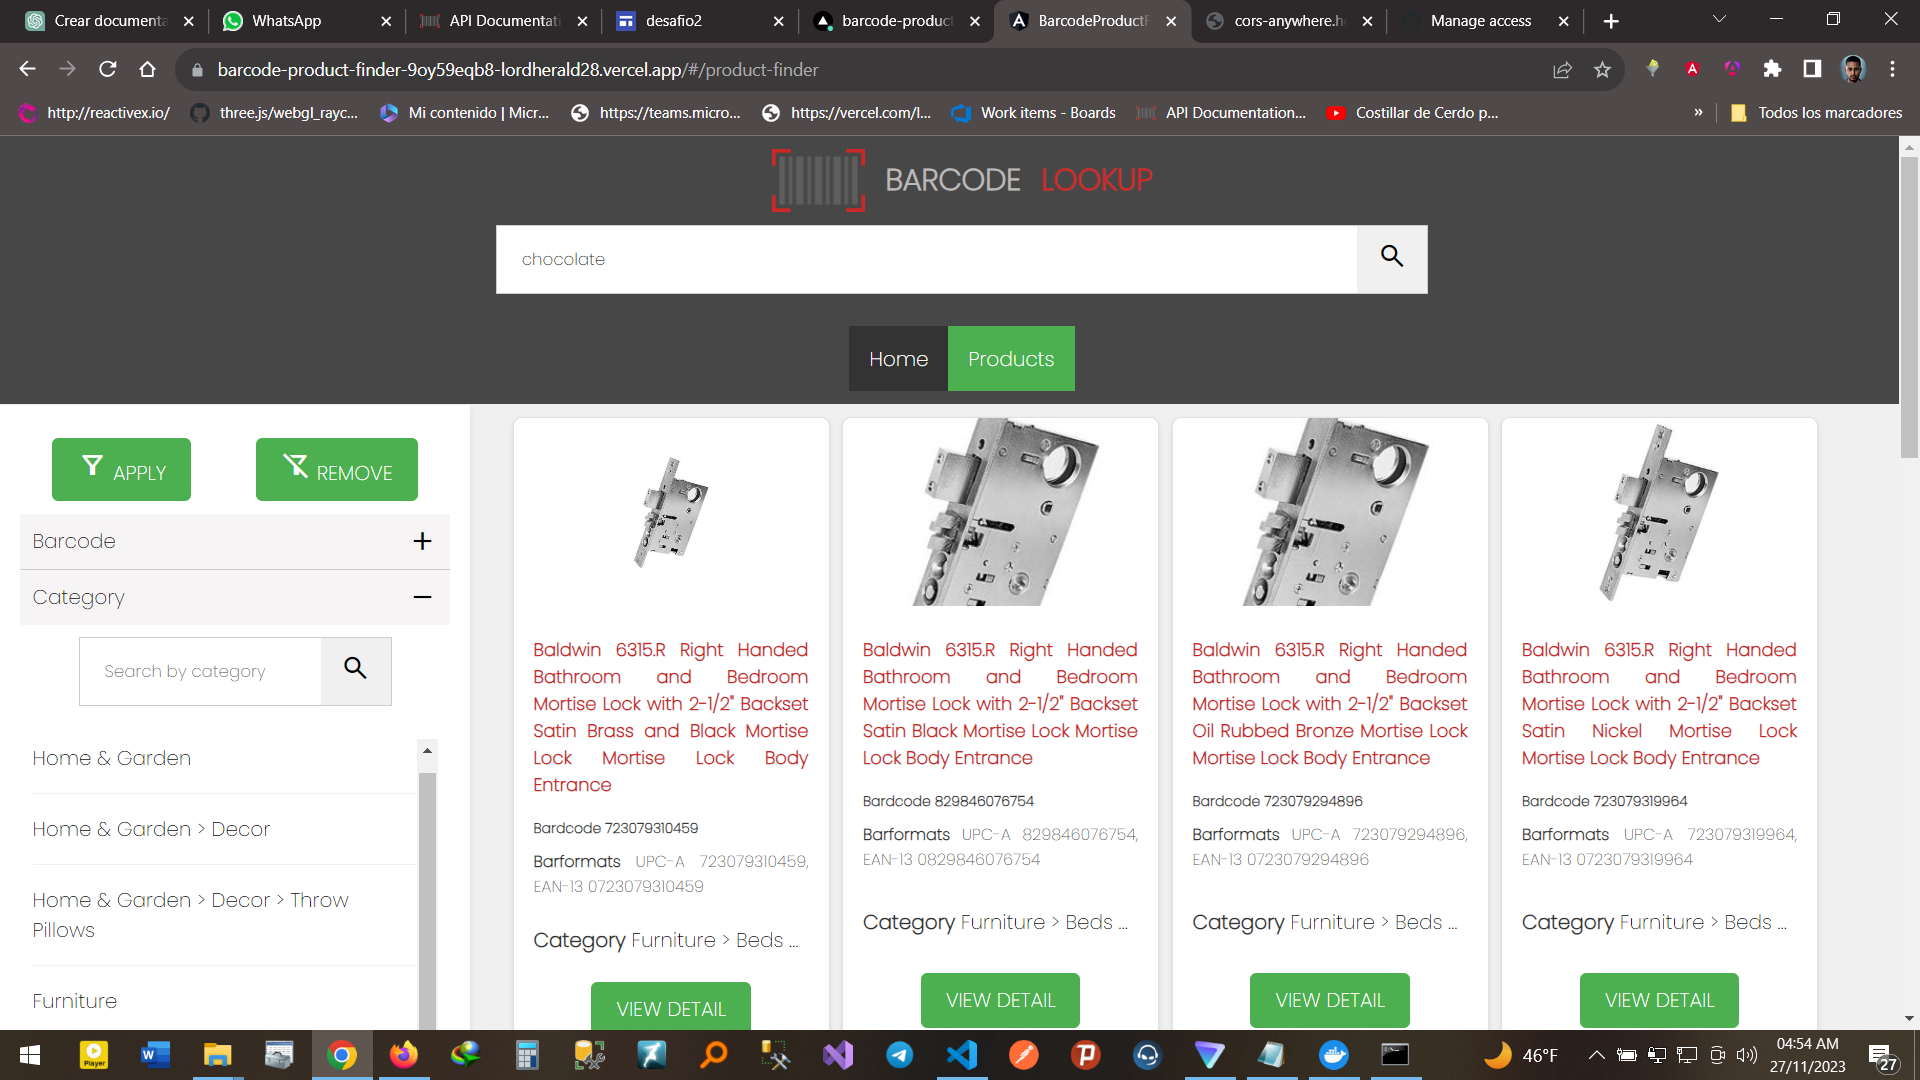 Crear documenta
WhatsApp
API Documentati
desafio2
barcode-product
BarcodeProductF
cors-anywhere.he
Manage access
barcode-product-finder-9oy59eqb8-lordherald28.vercel.app/#/product-finder
http://reactivex.io/
three.js/webgl_rayc...
Mi contenido | Micr...
https://teams.micro...
https://vercel.com/l...
Work items - Boards
API Documentation...
Costillar de Cerdo p...
»
Todos los marcadores
BARCODE LOOKUP
chocolate
Home
Products
APPLY
REMOVE
Barcode
Category
Search by category
Home & Garden
Home & Garden > Decor
Home & Garden > Decor > Throw
Pillows
Furniture
Baldwin 6315.R Right Handed
Bathroom and Bedroom
Mortise Lock with 2-1/2" Backset
Satin Brass and Black Mortise
Lock Mortise Lock Body
Entrance
Bardcode 723079310459
Barformats UPC-A 723079310459,
EAN-13 0723079310459
Category Furniture > Beds ...
VIEW DETAIL
Baldwin 6315.R Right Handed
Bathroom and Bedroom
Mortise Lock with 2-1/2" Backset
Satin Black Mortise Lock Mortise
Lock Body Entrance
Bardcode 829846076754
Barformats UPC-A 829846076754,
EAN-13 0829846076754
Category Furniture > Beds ...
VIEW DETAIL
Baldwin 6315.R Right Handed
Bathroom and Bedroom
Mortise Lock with 2-1/2" Backset
Oil Rubbed Bronze Mortise Lock
Mortise Lock Body Entrance
Bardcode 723079294896
Barformats UPC-A 723079294896,
EAN-13 0723079294896
Category Furniture > Beds ...
VIEW DETAIL
Baldwin 6315.R Right Handed
Bathroom and Bedroom
Mortise Lock with 2-1/2" Backset
Satin Nickel Mortise Lock
Mortise Lock Body Entrance
Bardcode 723079319964
Barformats UPC-A 723079319964,
EAN-13 0723079319964
Category Furniture > Beds ...
VIEW DETAIL
Player
46°F
04:54 AM
27/11/2023
27